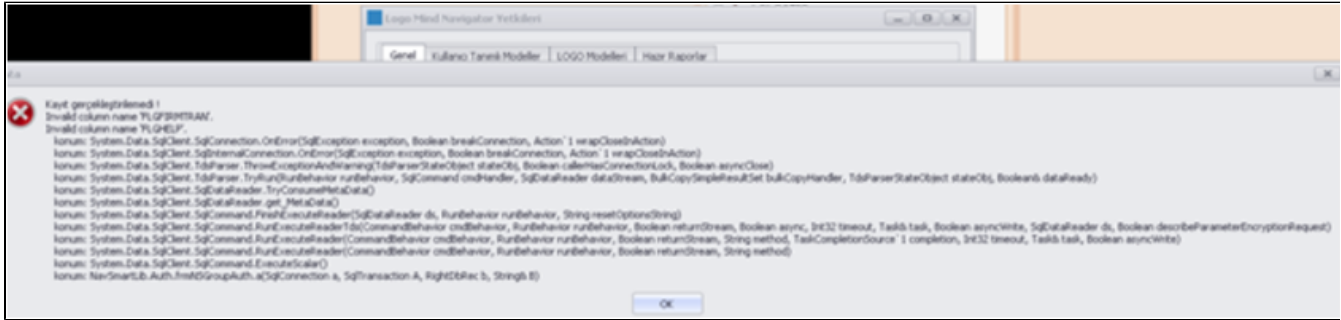 Logo Mind Navigator Yetkileri
Genel Kullanıcı Tanımlı Modeller LOGO Modelleri Hazır Raporlar
ata
Kayıt gerçekleştirilemedi !
Invalid column name 'FLGFIRMTRAN'.
Invalid column name 'FLGHELP'.
konum: System.Data.SqlClient.SqlConnection.OnError(SqlException exception, Boolean breakConnection, Action`1 wrapCloseInAction)
konum: System.Data.SqlClient.SqlInternalConnection.OnError(SqlException exception, Boolean breakConnection, Action`1 wrapCloseInAction)
konum: System.Data.SqlClient.TdsParser.ThrowExceptionAndWarning(TdsParserStateObject stateObj, Boolean callerHasConnectionLock, Boolean asyncClose)
konum: System.Data.SqlClient.TdsParser.TryRun(RunBehavior runBehavior, SqlCommand cmdHandler, SqlDataReader dataStream, BulkCopySimpleResultSet bulkCopyHandler, TdsParserStateObject stateObj, Boolean& dataReady)
konum: System.Data.SqlClient.SqlDataReader.TryConsumeMetaData()
konum: System.Data.SqlClient.SqlDataReader.get_MetaData()
konum: System.Data.SqlClient.SqlCommand.FinishExecuteReader(SqlDataReader ds, RunBehavior runBehavior, String resetOptionsString)
konum: System.Data.SqlClient.SqlCommand.RunExecuteReaderTds(CommandBehavior cmdBehavior, RunBehavior runBehavior, Boolean returnStream, Boolean async, Int32 timeout, Task& task, Boolean asyncWrite, SqlDataReader ds, Boolean describeParameterEncryptionRequest)
konum: System.Data.SqlClient.SqlCommand.RunExecuteReader(CommandBehavior cmdBehavior, RunBehavior runBehavior, Boolean returnStream, String method, TaskCompletionSource`1 completion, Int32 timeout, Task& task, Boolean asyncWrite)
konum: System.Data.SqlClient.SqlCommand.RunExecuteReader(CommandBehavior cmdBehavior, RunBehavior runBehavior, Boolean returnStream, String method)
konum: System.Data.SqlClient.SqlCommand.ExecuteScalar()
konum: NavSmartLib.Auth.frmNSGroupAuth.a(SqlConnection a, SqlTransaction A, RightDbRec b, String& B)
OK